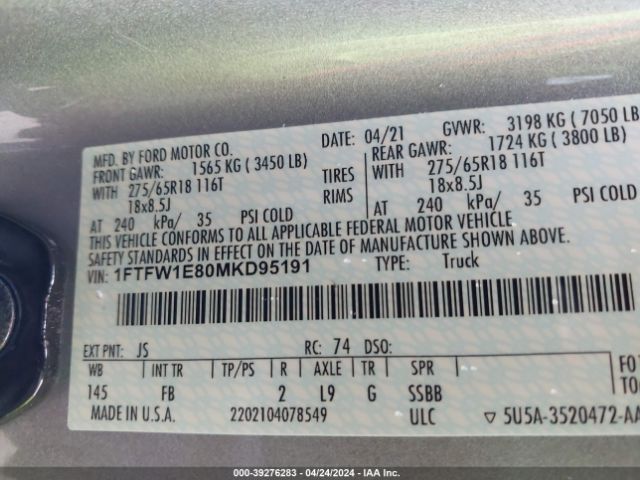 MFD. BY FORD MOTOR CO. DATE: 04/21 GVWR: 3198 KG ( 7050 LB
FRONT GAWR: 1565 KG ( 3450 LB) REAR GAWR: 1724 KG ( 3800 LB)
WITH 275/65R18 116T TIRES WITH 275/65R18 116T
18x8.5J RIMS 18x8.5J
AT 240 kPa/ 35 PSI COLD AT 240 kPa/ 35 PSI COLD
THIS VEHICLE CONFORMS TO ALL APPLICABLE FEDERAL MOTOR VEHICLE
SAFETY STANDARDS IN EFFECT ON THE DATE OF MANUFACTURE SHOWN ABOVE.
VIN: 1FTFW1E80MKD95191 TYPE: Truck
EXT PNT: JS RC: 74 DSO:
WB INT TR TP/PS R AXLE TR SPR
145 FB 2 L9 G SSBB
MADE IN U.S.A. 2202104078549 ULC ▽ 5U5A-3520472-AA
FO
TO
000-39276283 - 04/24/2024 - IAA Inc.